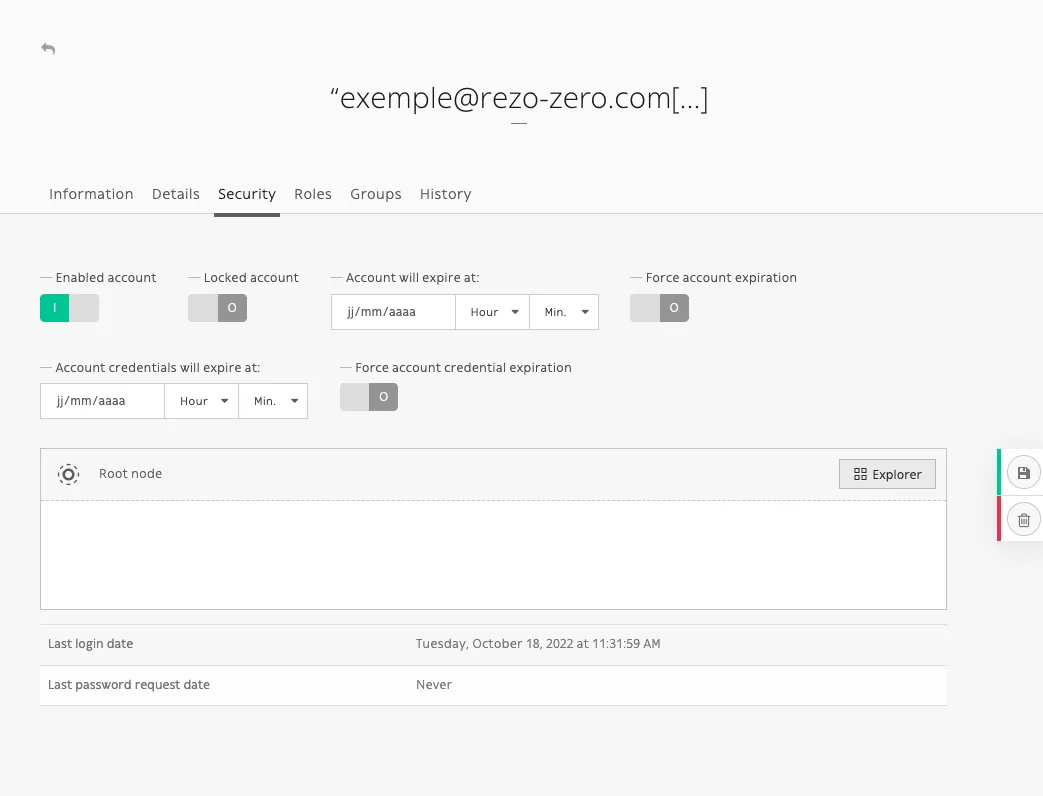 “exemple@rezo-zero.com[...]
Information Details Security Roles Groups History
Enabled account Locked account Account will expire at: Force account expiration
I O jj/mm/aaaa Hour Min. O
Account credentials will expire at: Force account credential expiration
jj/mm/aaaa Hour Min. O
Root node Explorer
Last login date Tuesday, October 18, 2022 at 11:31:59 AM
Last password request date Never